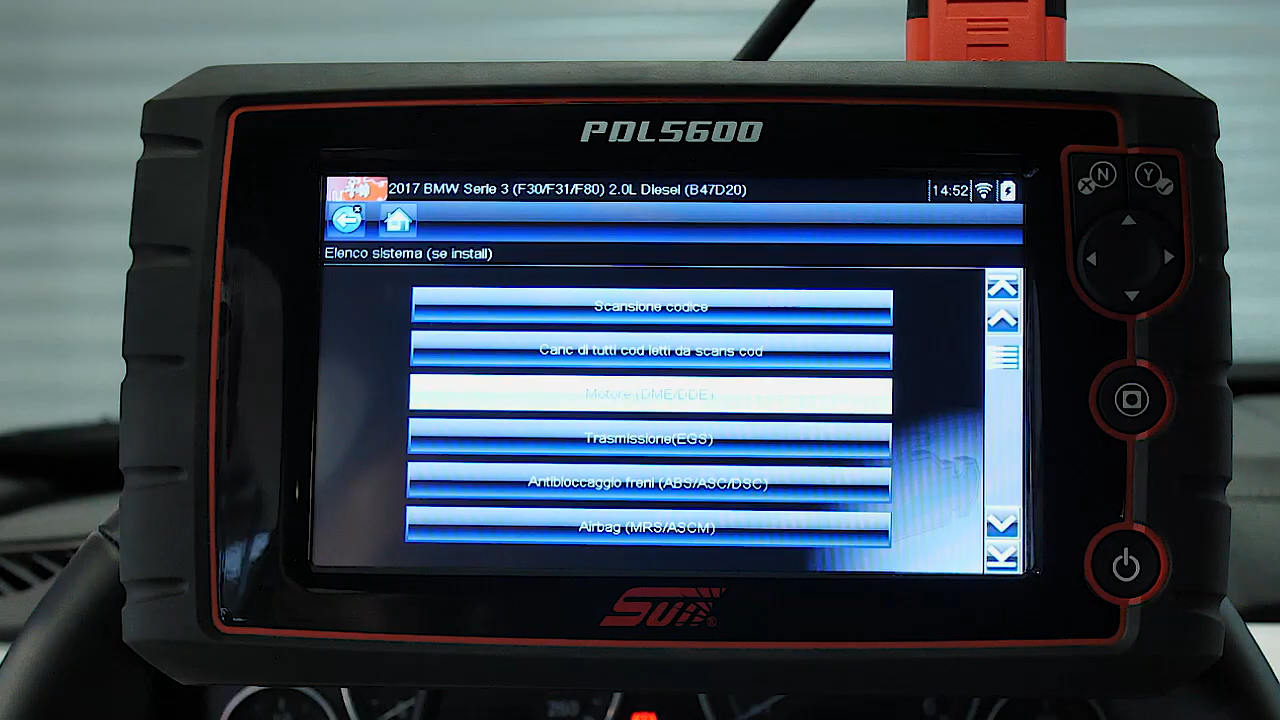 PDL5600
N
Y
2017 BMW Serie 3 (F30/F31/F80) 2.0L Diesel (B47D20)
14:52
Elenco sistema (se install)
Scansione codice
Canc di tutti cod letti da scans cod
Motore (DME/DDE)
Trasmissione(EGS)
Antibloccaggio freni (ABS/ASC/DSC)
Airbag (MRS/ASCM)
Sun®